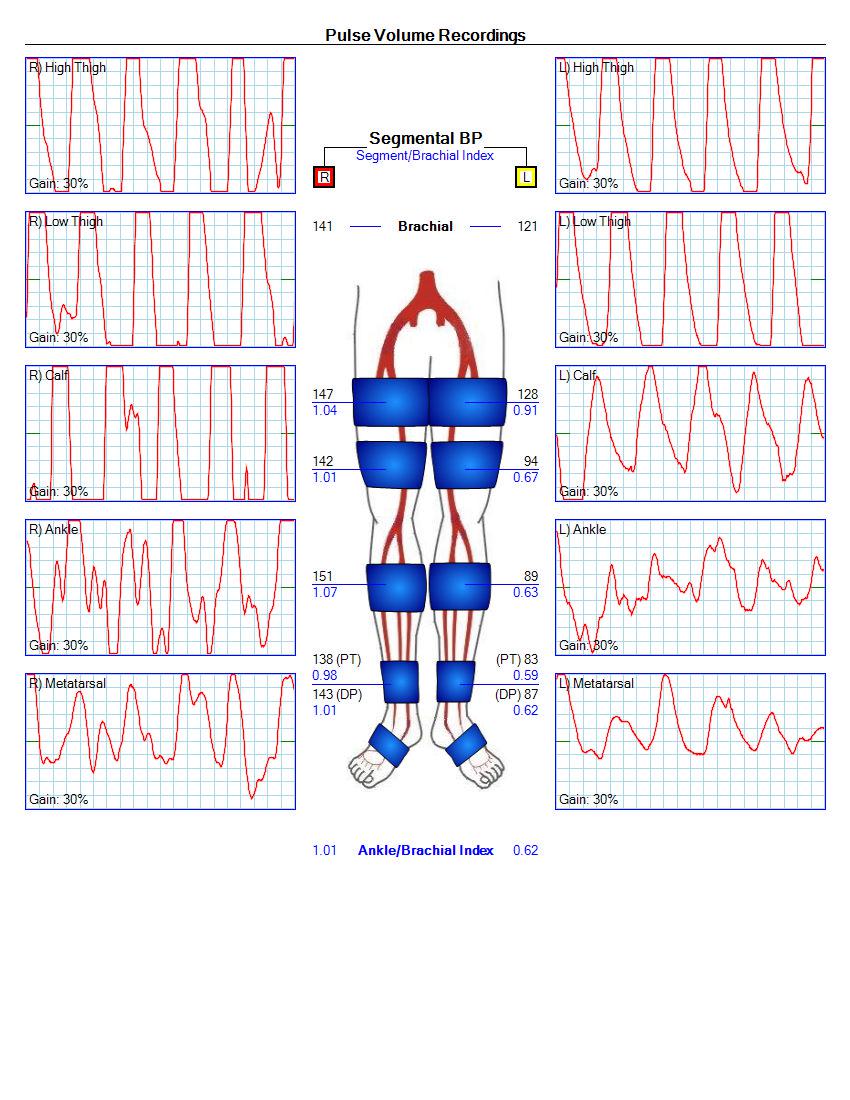 Pulse Volume Recordings
R) High Thigh
Gain: 30%
R) Low Thigh
Gain: 30%
R) Calf
Gain: 30%
R) Ankle
Gain: 30%
R) Metatarsal
Gain: 30%
Segmental BP
Segment/Brachial Index
R
L
141 Brachial 121
147 128
1.04 0.91
142 94
1.01 0.67
151 89
1.07 0.63
138 (PT) (PT) 83
0.98 0.59
143 (DP) (DP) 87
1.01 0.62
1.01 Ankle/Brachial Index 0.62
L) High Thigh
Gain: 30%
L) Low Thigh
Gain: 30%
L) Calf
Gain: 30%
L) Ankle
Gain: 30%
L) Metatarsal
Gain: 30%